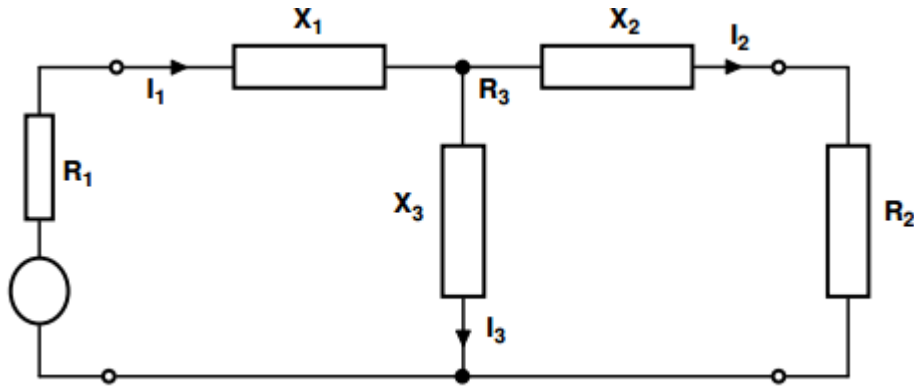 X₁
X₂
I₁
I₂
R₃
R₁
X₃
R₂
I₃